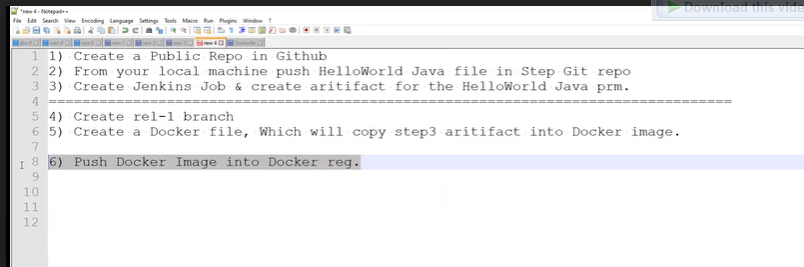 *new 4 - Notepad++
File Edit Search View Encoding Language Settings Tools Macro Run Plugins Window ?
Download this vide
new 4
1 1) Create a Public Repo in Github
2 2) From your local machine push HelloWorld Java file in Step Git repo
3 3) Create Jenkins Job & create aritifact for the HelloWorld Java prm.
4 ================================================================================
5 4) Create rel-1 branch
6 5) Create a Docker file, Which will copy step3 aritifact into Docker image.
7
8 6) Push Docker Image into Docker reg.
9
10
11
12